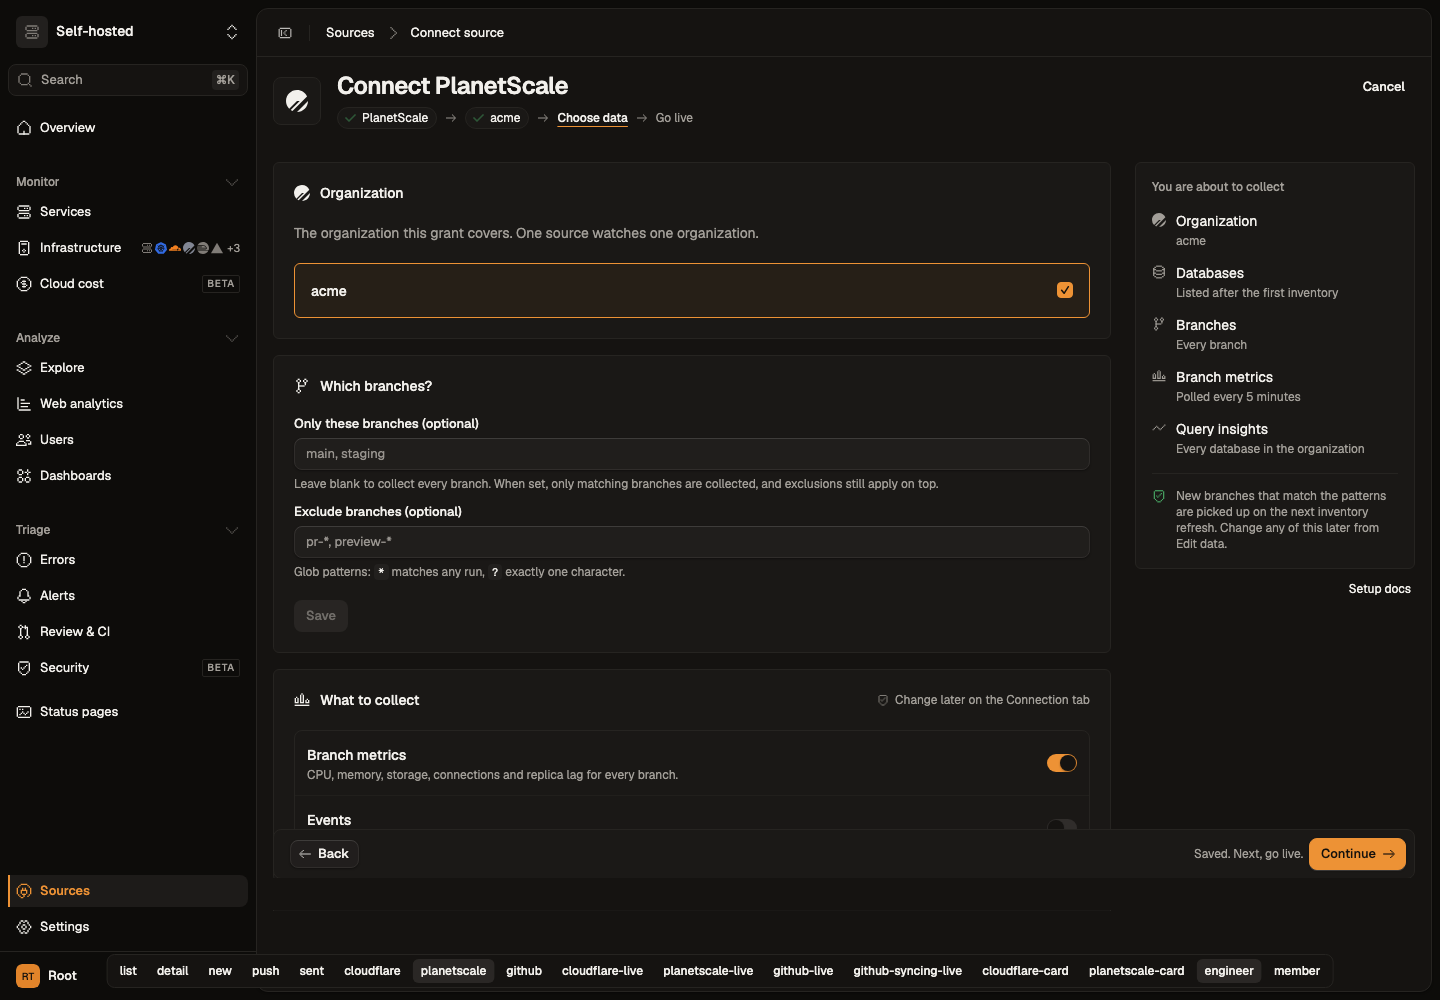 Self-hosted
Search ⌘K
Overview
Monitor
Services
Infrastructure +3
Cloud cost BETA
Analyze
Explore
Web analytics
Users
Dashboards
Triage
Errors
Alerts
Review & CI
Security BETA
Status pages
Sources
Settings
RT Root
Sources Connect source
Connect PlanetScale
Cancel
PlanetScale → acme → Choose data → Go live
Organization
The organization this grant covers. One source watches one organization.
acme
Which branches?
Only these branches (optional)
main, staging
Leave blank to collect every branch. When set, only matching branches are collected, and exclusions still apply on top.
Exclude branches (optional)
pr-*, preview-*
Glob patterns: * matches any run, ? exactly one character.
Save
What to collect
Change later on the Connection tab
Branch metrics
CPU, memory, storage, connections and replica lag for every branch.
Events
← Back
Saved. Next, go live.
Continue →
You are about to collect
Organization
acme
Databases
Listed after the first inventory
Branches
Every branch
Branch metrics
Polled every 5 minutes
Query insights
Every database in the organization
New branches that match the patterns
are picked up on the next inventory
refresh. Change any of this later from
Edit data.
Setup docs
list detail new push sent cloudflare planetscale github cloudflare-live planetscale-live github-live github-syncing-live cloudflare-card planetscale-card engineer member